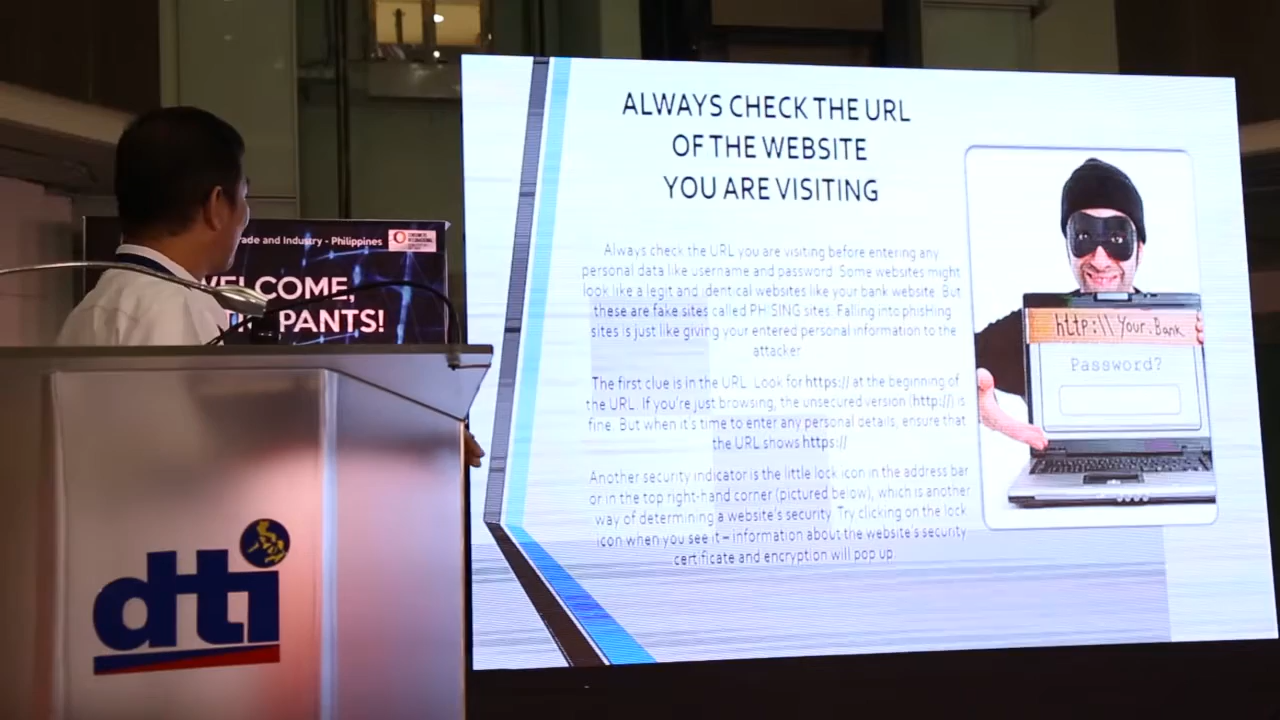 ALWAYS CHECK THE URL
OF THE WEBSITE
YOU ARE VISITING
Always check the URL you are visiting before entering any
personal data like username and password. Some websites might
look like a legit and identical websites like your bank website. But
these are fake sites called PHISING sites. Falling into phisHing
sites is just like giving your entered personal information to the
attacker
The first clue is in the URL. Look for https:// at the beginning of
the URL. If you're just browsing, the unsecured version (http://) is
fine. But when it's time to enter any personal details, ensure that
the URL shows https://
Another security indicator is the little lock icon in the address bar
or in the top right-hand corner (pictured below), which is another
way of determining a website's security. Try clicking on the lock
icon when you see it – information about the website's security
certificate and encryption will pop up
http:\\ Your.Bank
Password?
rade and Industry - Philippines
WELCOME,
PANTS!
dti